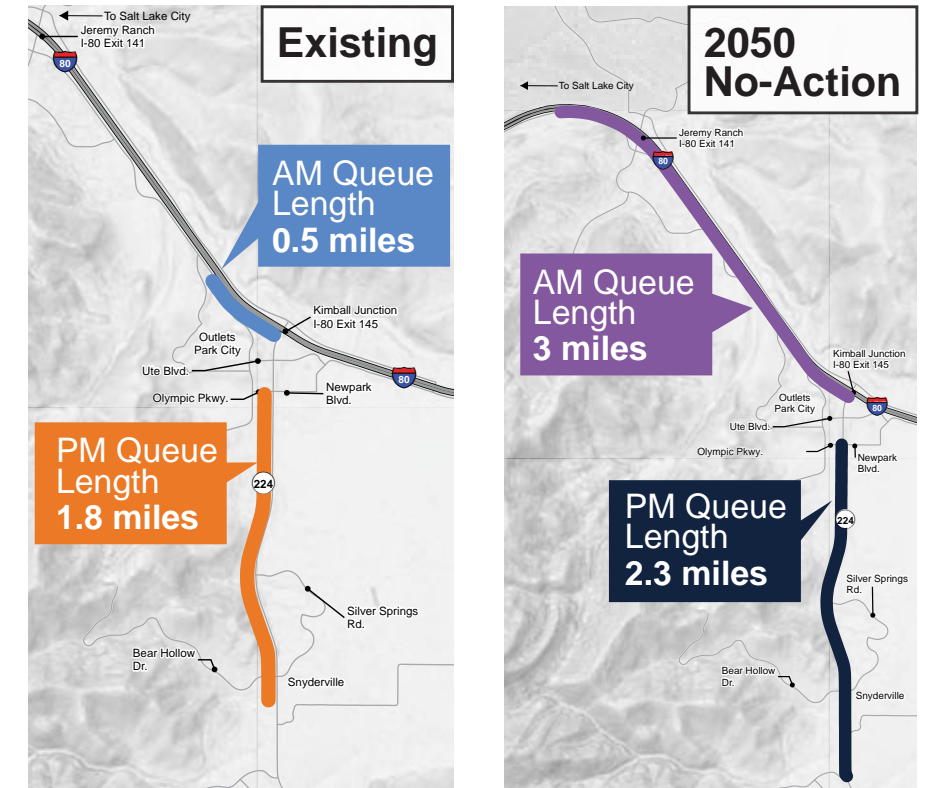 Existing
To Salt Lake City
Jeremy Ranch
I-80 Exit 141
80
AM Queue
Length
0.5 miles
Kimball Junction
I-80 Exit 145
Outlets
Park City
Ute Blvd.
80
Olympic Pkwy.
Newpark
Blvd.
PM Queue
Length
1.8 miles
224
Silver Springs
Rd.
Bear Hollow
Dr.
Snyderville
2050
No-Action
To Salt Lake City
Jeremy Ranch
I-80 Exit 141
80
AM Queue
Length
3 miles
Kimball Junction
I-80 Exit 145
Outlets
Park City
80
Ute Blvd.
Olympic Pkwy.
Newpark
Blvd.
PM Queue
Length
2.3 miles
224
Silver Springs
Rd.
Bear Hollow
Dr.
Snyderville